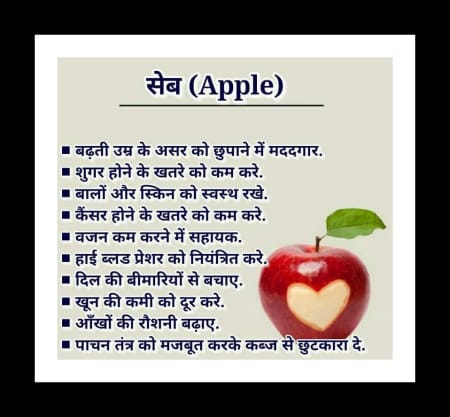 सेब (Apple)
▪ बढ़ती उम्र के असर को छुपाने में मददगार.
▪ शुगर होने के खतरे को कम करे.
▪ बालों और स्किन को स्वस्थ रखे.
▪ कैंसर होने के खतरे को कम करे.
▪ वजन कम करने में सहायक.
▪ हाई ब्लड प्रेशर को नियंत्रित करे.
▪ दिल की बीमारियों से बचाए.
▪ खून की कमी को दूर करे.
▪ आँखों की रौशनी बढ़ाए.
▪ पाचन तंत्र को मजबूत करके कब्ज से छुटकारा दे.